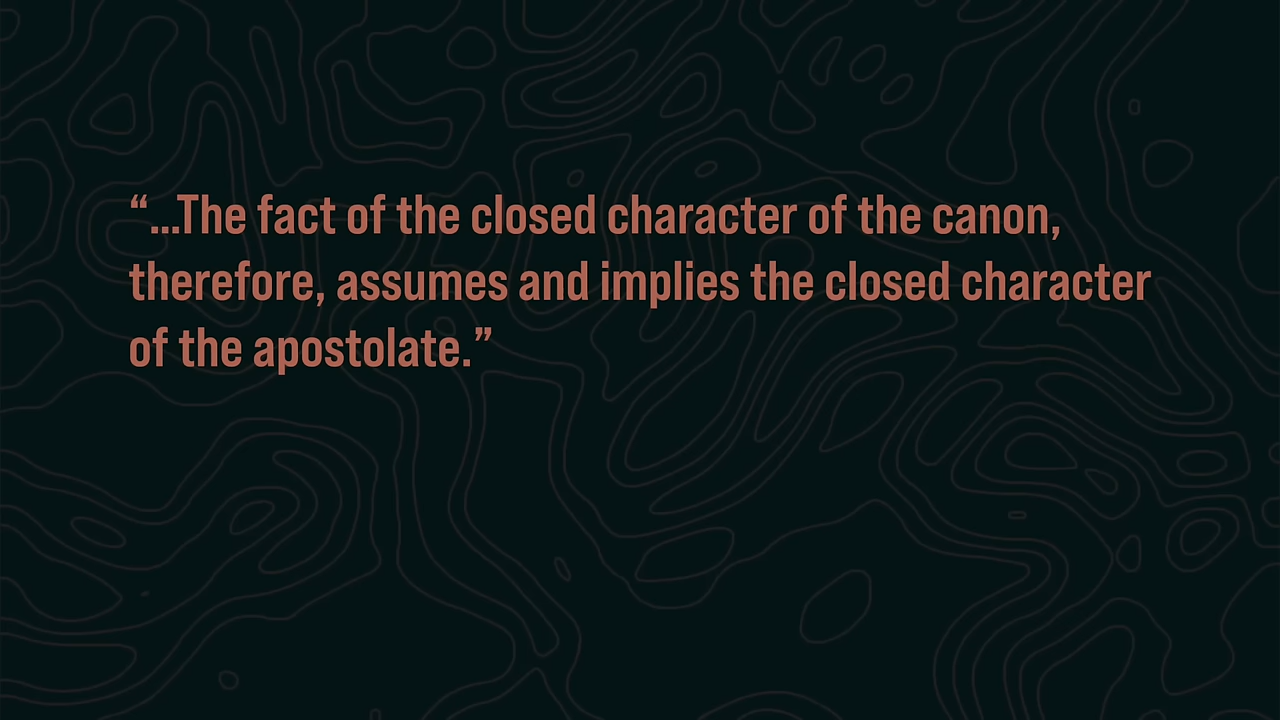 “...The fact of the closed character of the canon,
therefore, assumes and implies the closed character
of the apostolate.”